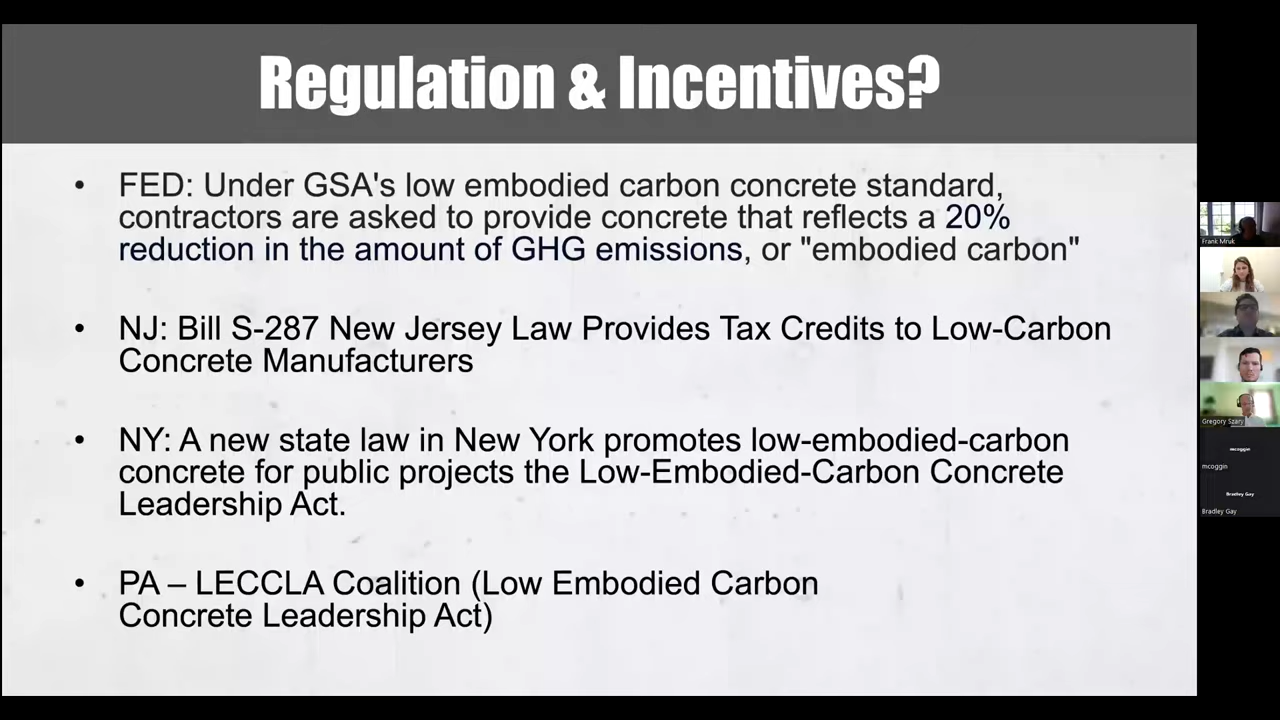 Regulation & Incentives?
• FED: Under GSA's low embodied carbon concrete standard,
contractors are asked to provide concrete that reflects a 20%
reduction in the amount of GHG emissions, or "embodied carbon"
• NJ: Bill S-287 New Jersey Law Provides Tax Credits to Low-Carbon
Concrete Manufacturers
• NY: A new state law in New York promotes low-embodied-carbon
concrete for public projects the Low-Embodied-Carbon Concrete
Leadership Act.
• PA – LECCLA Coalition (Low Embodied Carbon
Concrete Leadership Act)
Frank Mruk
Gregory Szary
mcoggin
mcoggin
Bradley Gay
Bradley Gay